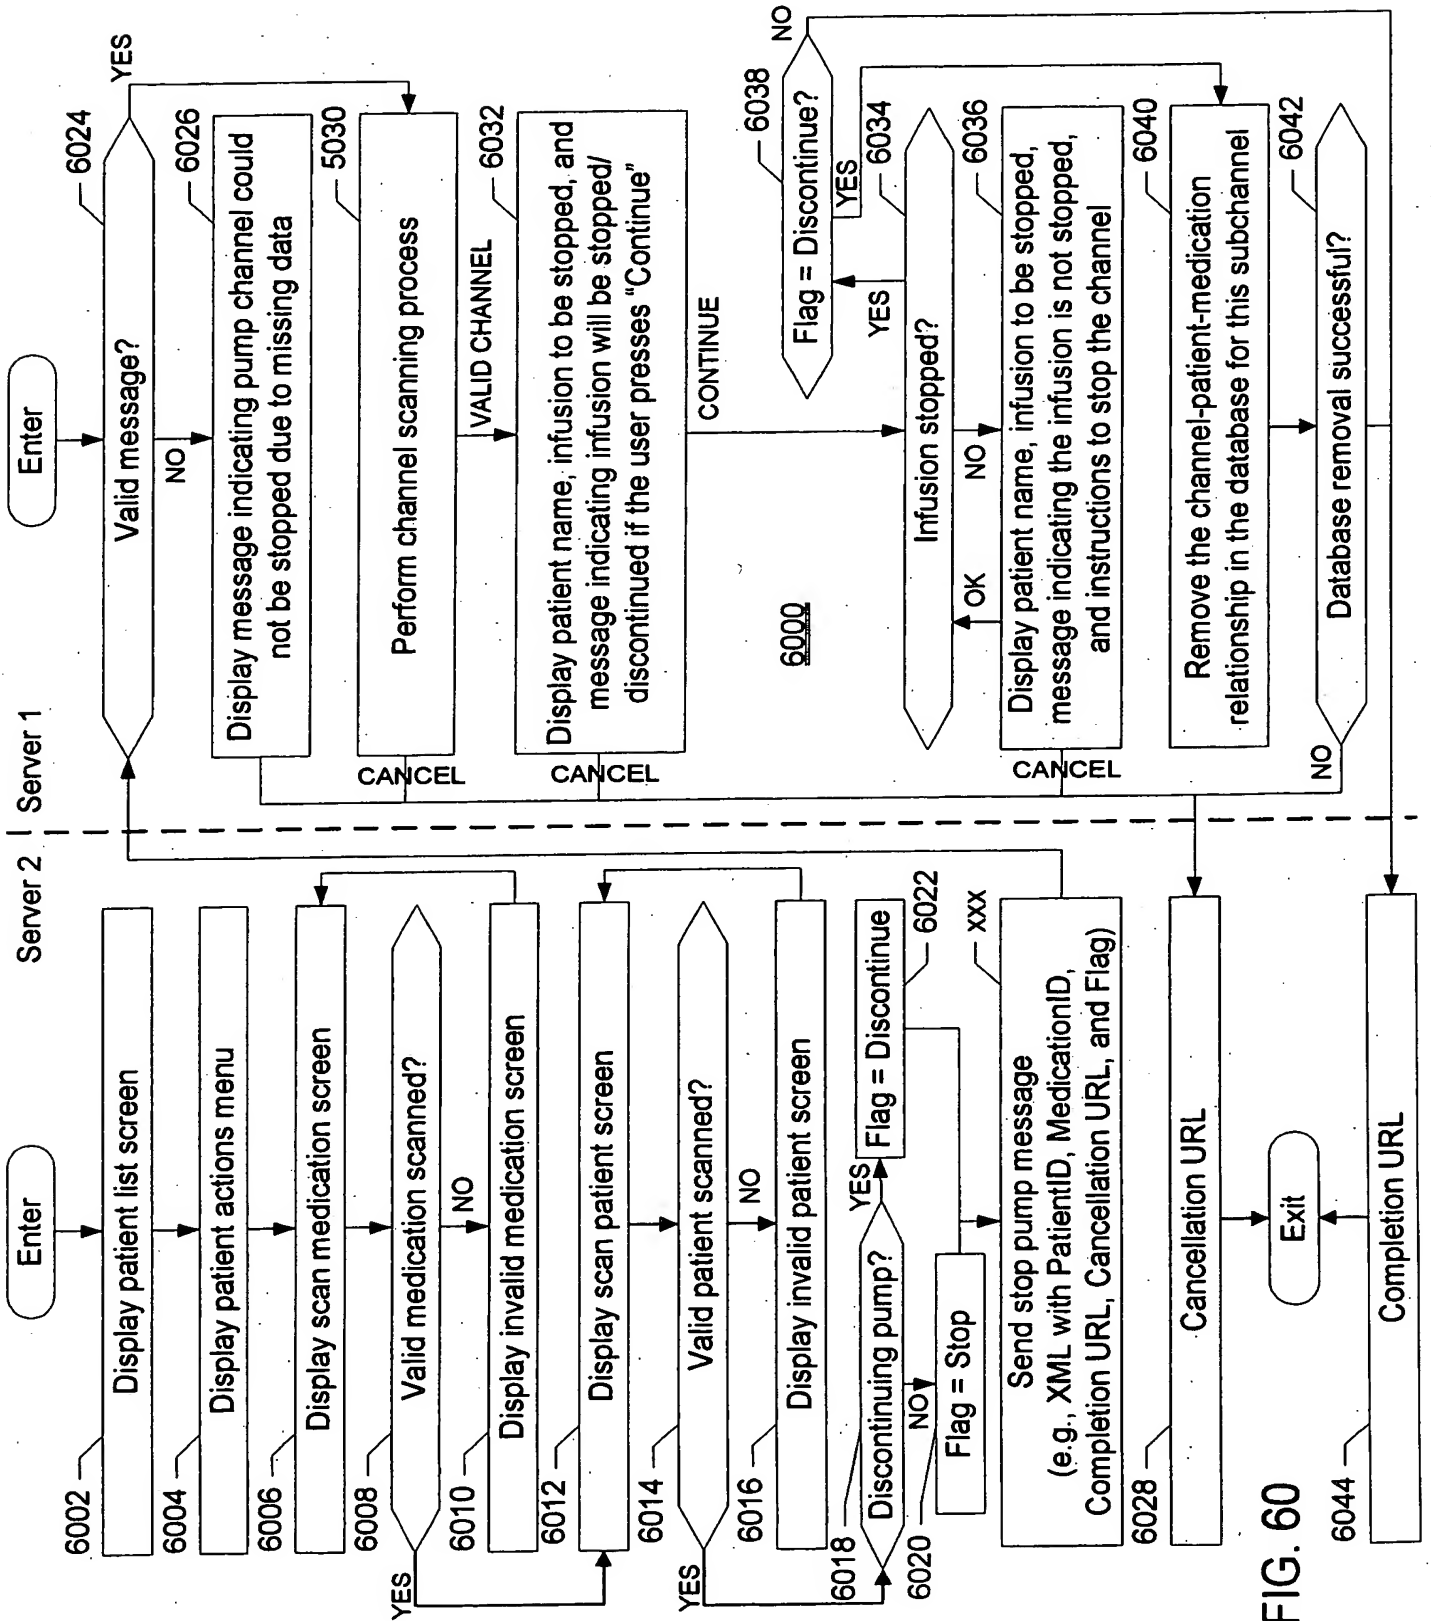 Server 2
Enter
6002
Display patient list screen
6004
Display patient actions menu
6006
Display scan medication screen
6008
Valid medication scanned?
YES
NO
6010
Display invalid medication screen
6012
Display scan patient screen
6014
Valid patient scanned?
YES
NO
6016
Display invalid patient screen
6018
Discontinuing pump?
YES
Flag = Discontinue
6022
NO
6020
Flag = Stop
XXX
Send stop pump message
(e.g., XML with PatientID, MedicationID,
Completion URL, Cancellation URL, and Flag)
6028
Cancellation URL
Exit
6044
Completion URL
FIG. 60
Server 1
Enter
6024
Valid message?
YES
NO
6026
Display message indicating pump channel could
not be stopped due to missing data
5030
Perform channel scanning process
CANCEL
VALID CHANNEL
6032
Display patient name, infusion to be stopped, and
message indicating infusion will be stopped/
discontinued if the user presses “Continue”
CANCEL
CONTINUE
6000
6038
Flag = Discontinue?
NO
YES
YES
6034
Infusion stopped?
NO
OK
6036
Display patient name, infusion to be stopped,
message indicating the infusion is not stopped,
and instructions to stop the channel
CANCEL
6040
Remove the channel-patient-medication
relationship in the database for this subchannel
6042
Database removal successful?
NO